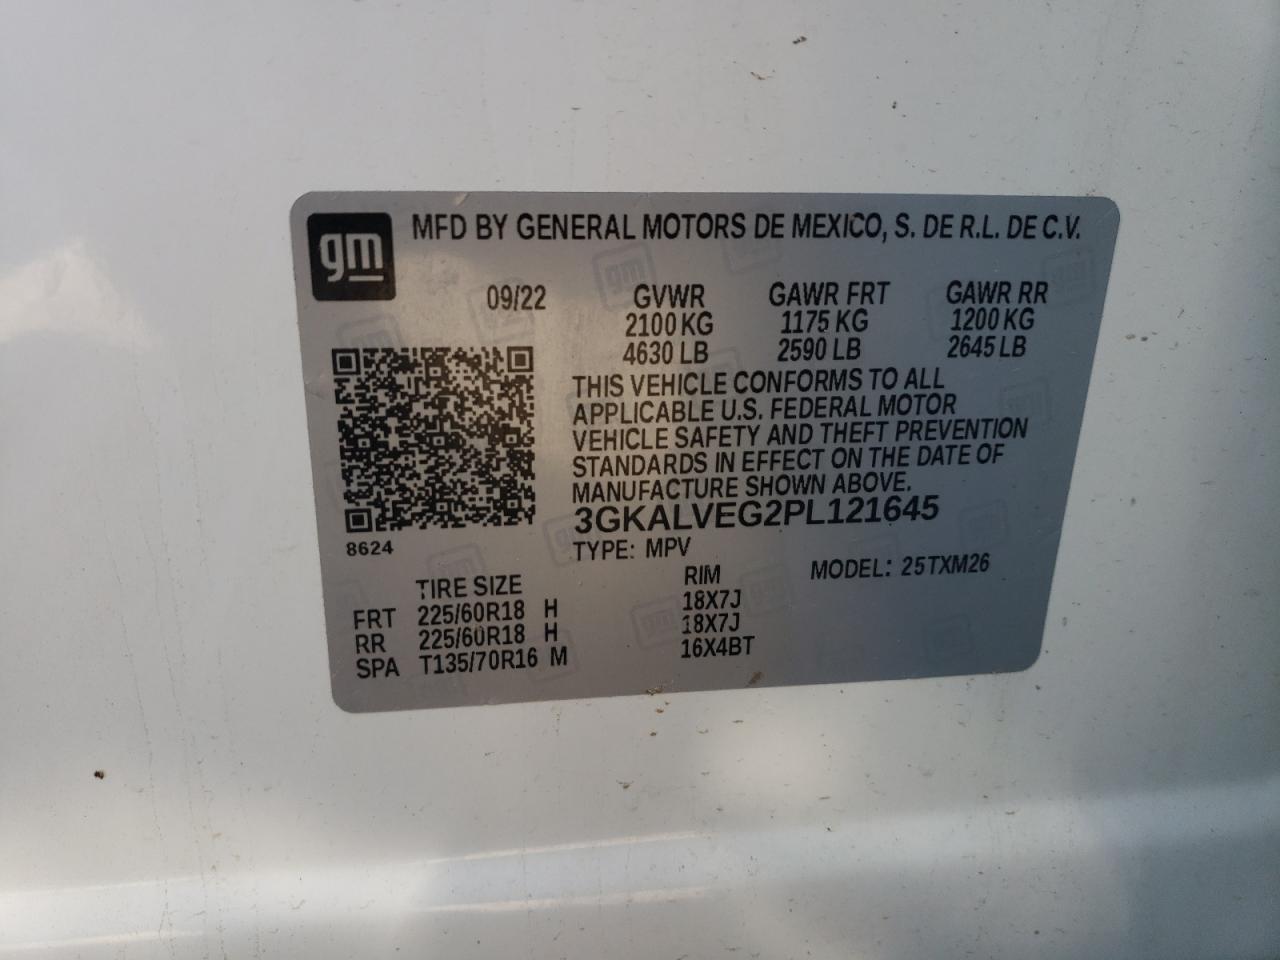 gm MFD BY GENERAL MOTORS DE MEXICO, S. DE R.L. DE C.V.
09/22 GVWR GAWR FRT GAWR RR
2100 KG 1175 KG 1200 KG
4630 LB 2590 LB 2645 LB
THIS VEHICLE CONFORMS TO ALL
APPLICABLE U.S. FEDERAL MOTOR
VEHICLE SAFETY AND THEFT PREVENTION
STANDARDS IN EFFECT ON THE DATE OF
MANUFACTURE SHOWN ABOVE.
3GKALVEG2PL121645
8624 TYPE: MPV MODEL: 25TXM26
TIRE SIZE RIM
FRT 225/60R18 H 18X7J
RR 225/60R18 H 18X7J
SPA T135/70R16 M 16X4BT